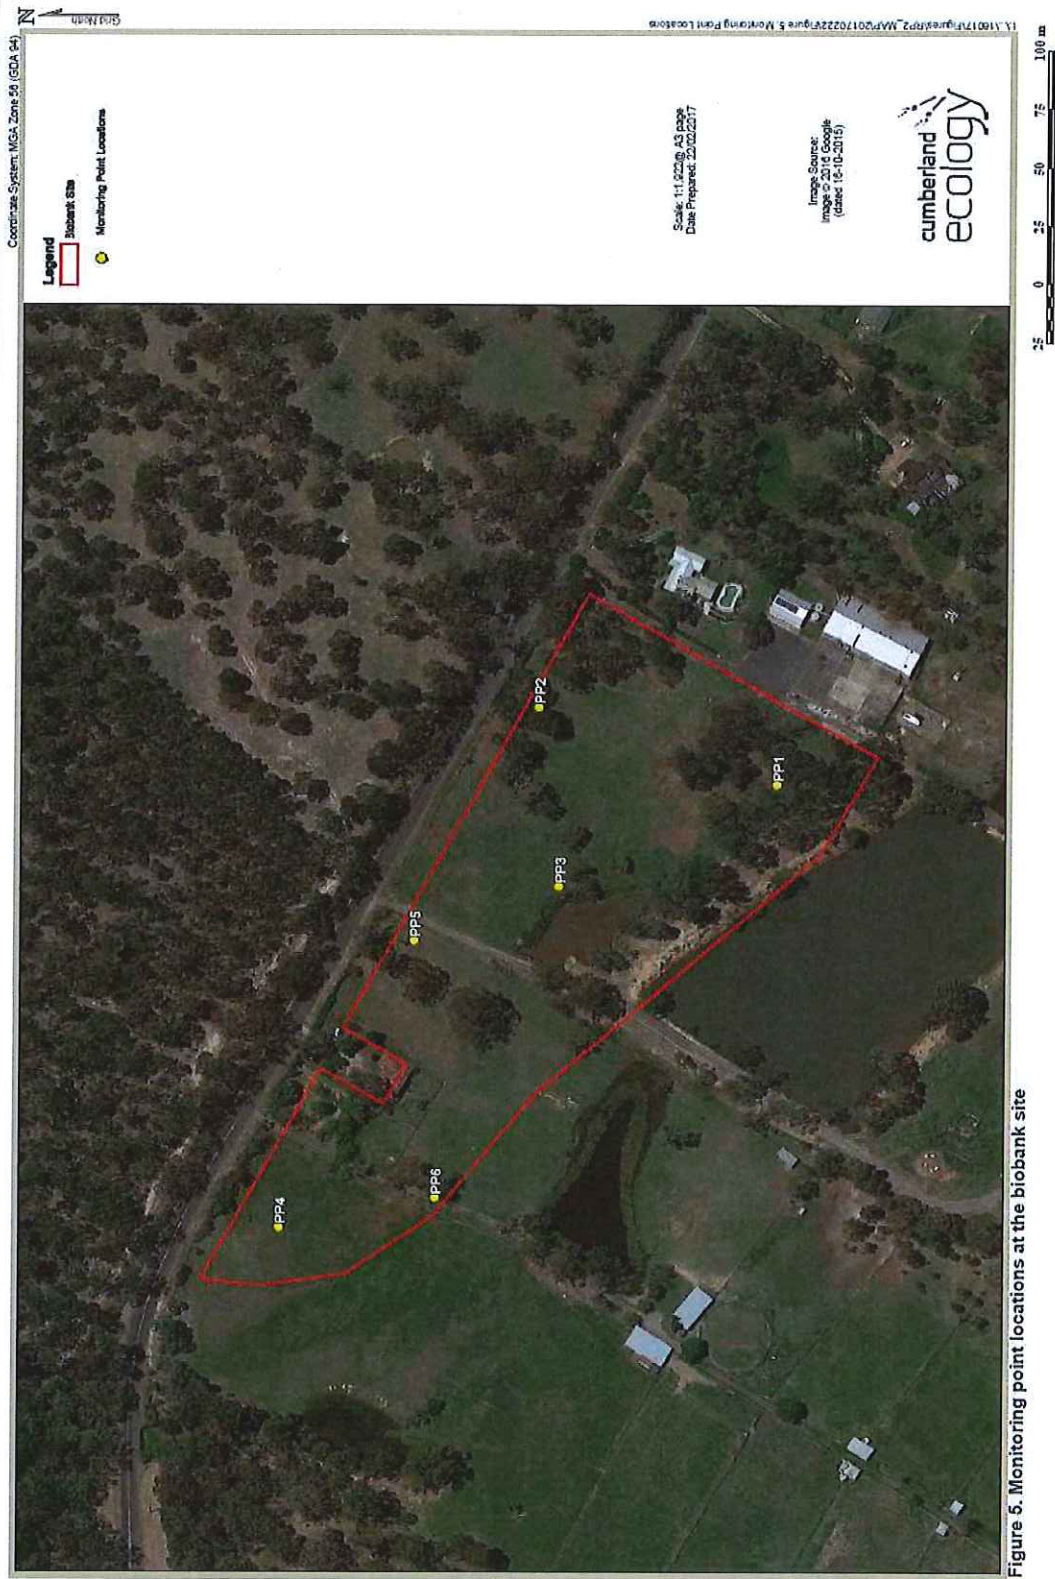 Coordinate System: MGA Zone 56 (GDA 94)
N
Grid North
Legend
Biobank Site
Monitoring Point Locations
PP4
PP6
PP5
PP3
PP2
PP1
Scale: 1:1,922@ A3 page
Date Prepared: 22/02/2017
Image Source:
Image © 2016 Google
(dated 16-10-2015)
cumberland
ecology
25 0 25 50 100 m
Figure 5. Monitoring point locations at the biobank site